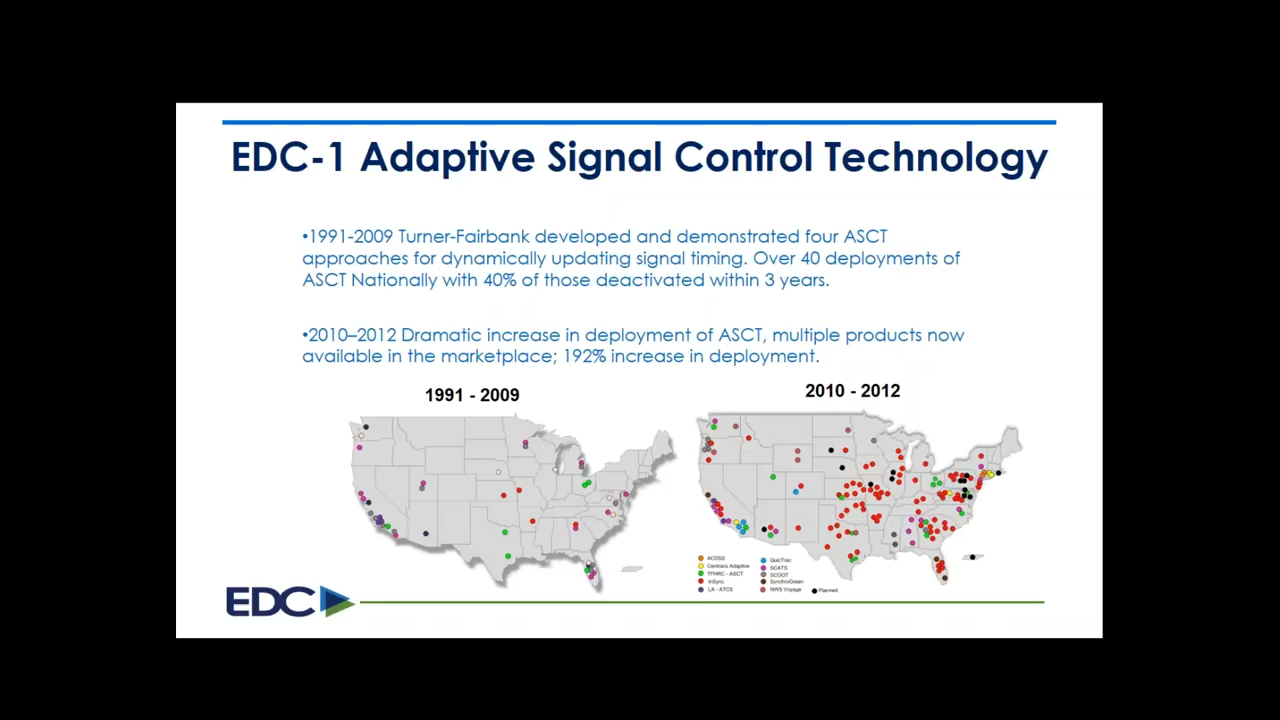 EDC-1 Adaptive Signal Control Technology
•1991-2009 Turner-Fairbank developed and demonstrated four ASCT
approaches for dynamically updating signal timing. Over 40 deployments of
ASCT Nationally with 40% of those deactivated within 3 years.
•2010–2012 Dramatic increase in deployment of ASCT, multiple products now
available in the marketplace; 192% increase in deployment.
1991 - 2009
2010 - 2012
ACDSS
Centracs Adaptive
TFHRC - ASCT
InSync
LA - ATCS
QuicTrac
SCATS
SCOOT
SynchroGreen
NWS Voyage
Planned
EDC